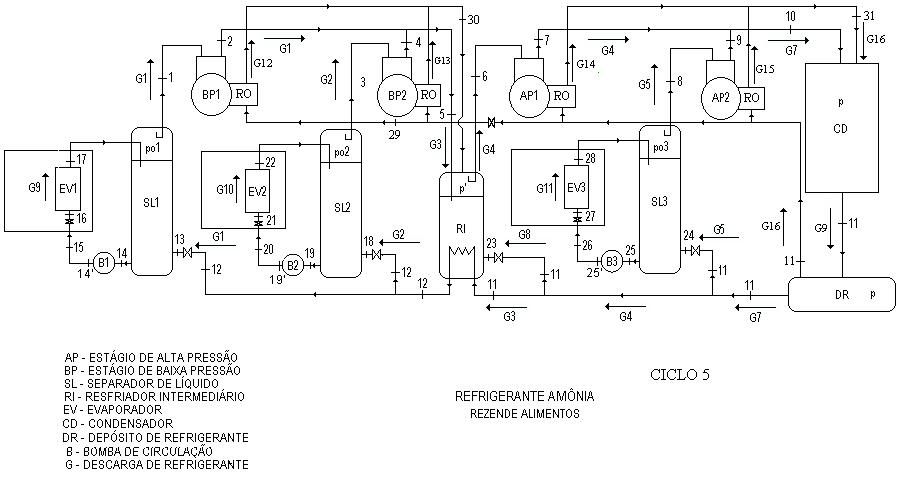 30
10
31
2
G1
4
7
G4
9
G7
G16
G12
G13
G14
G15
G1
1
G2
3
6
G5
8
BP1
RO
BP2
RO
AP1
RO
AP2
RO
P
CD
5
29
G3
G4
po1
po2
po3
17
22
28
G9
EV1
G10
EV2
G11
EV3
P'
SL1
SL2
RI
SL3
16
21
27
15
14
13
G1
20
19
18
G2
23
G8
26
25
24
G5
G16
G9
11
B1
B2
B3
14'
19'
25'
12
12
12
11
11
11
11
11
11
G3
G4
G7
DR P
AP - ESTÁGIO DE ALTA PRESSÃO
BP - ESTÁGIO DE BAIXA PRESSÃO
SL - SEPARADOR DE LÍQUIDO
RI - RESFRIADOR INTERMEDIÁRIO
EV - EVAPORADOR
CD - CONDENSADOR
DR - DEPÓSITO DE REFRIGERANTE
B - BOMBA DE CIRCULAÇÃO
G - DESCARGA DE REFRIGERANTE
CICLO 5
REFRIGERANTE AMÔNIA
REZENDE ALIMENTOS